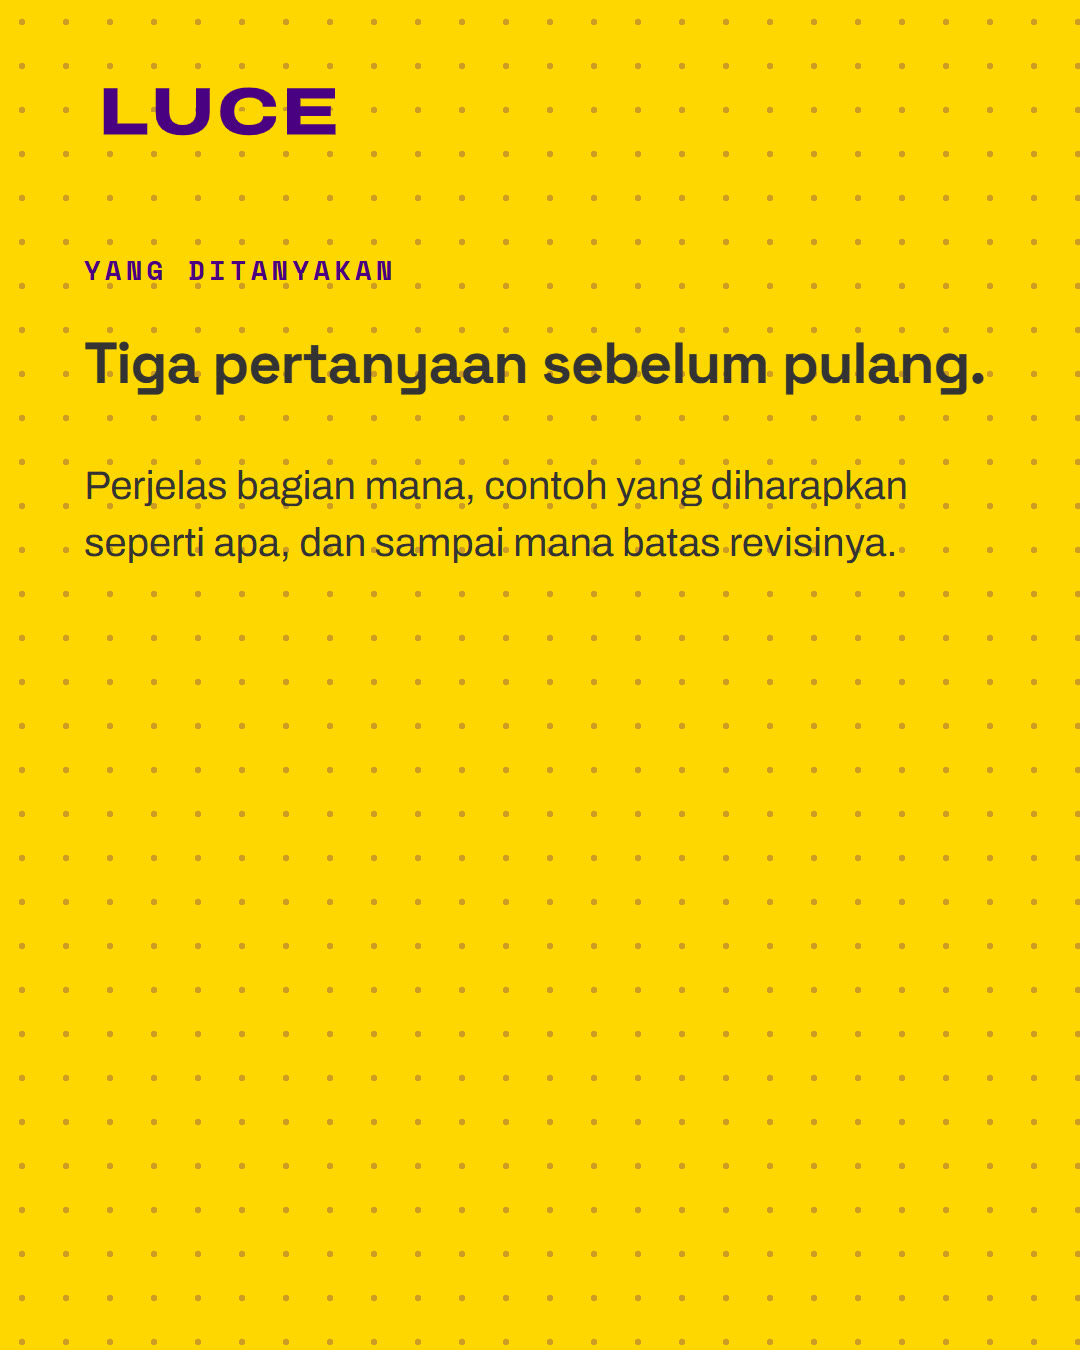 LUCE
YANG DITANYAKAN
Tiga pertanyaan sebelum pulang.
Perjelas bagian mana, contoh yang diharapkan
seperti apa, dan sampai mana batas revisinya.